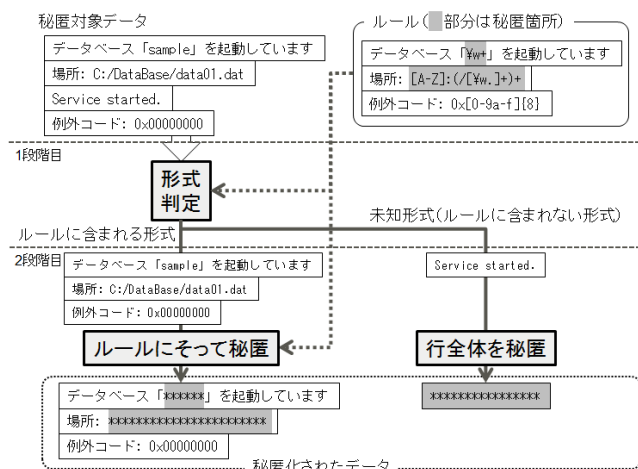 秘匿対象データ
データベース「sample」を起動しています
場所: C:/DataBase/data01.dat
Service started.
例外コード: 0x00000000
ルール( 部分は秘匿箇所)
データベース「¥w+」を起動しています
場所: [A-Z]:(/[¥w.]+)+
例外コード: 0x[0-9a-f]{8}
1段階目
形式
判定
未知形式(ルールに含まれない形式)
ルールに含まれる形式
2段階目
データベース「sample」を起動しています
場所: C:/DataBase/data01.dat
例外コード: 0x00000000
Service started.
ルールにそって秘匿
行全体を秘匿
データベース「******」を起動しています
場所: ***********************
例外コード: 0x00000000
****************
秘匿化されたデータ